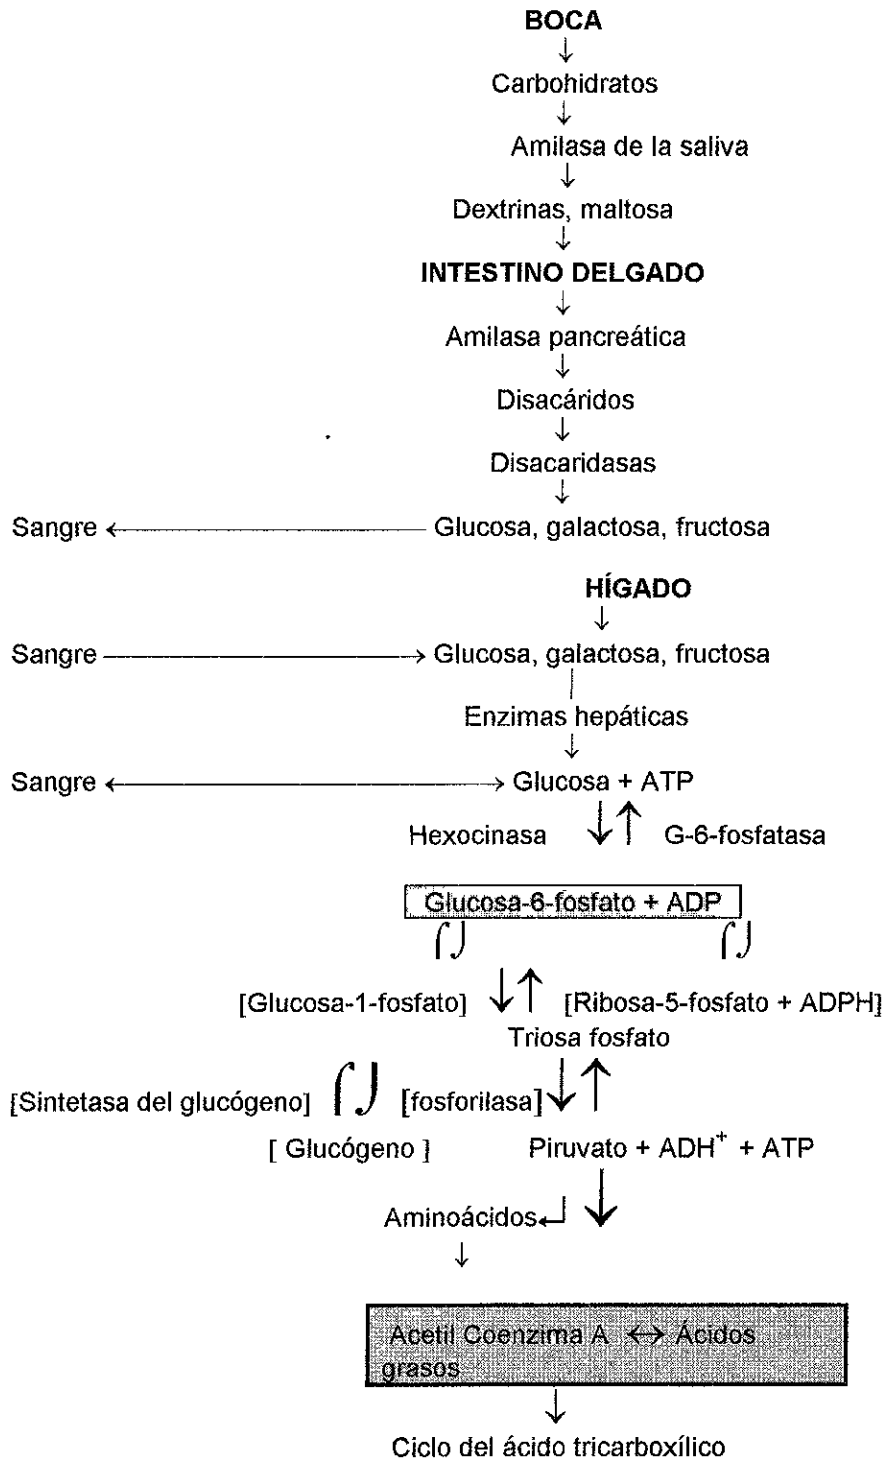 BOCA
↓
Carbohidratos
↓
Amilasa de la saliva
↓
Dextrinas, maltosa
↓
INTESTINO DELGADO
↓
Amilasa pancreática
↓
Disacáridos
↓
Disacaridasas
↓
Sangre ← Glucosa, galactosa, fructosa
HÍGADO
↓
Sangre → Glucosa, galactosa, fructosa
Enzimas hepáticas
↓
Sangre ↔ Glucosa + ATP
Hexocinasa ↓↑ G-6-fosfatasa
Glucosa-6-fosfato + ADP
[Glucosa-1-fosfato] ↓↑ [Ribosa-5-fosfato + ADPH]
Triosa fosfato
[Sintetasa del glucógeno] [fosforilasa] ↓↑
[ Glucógeno ] Piruvato + ADH⁺ + ATP
Aminoácidos ↵ ↓
↓
Acetil Coenzima A ↔ Ácidos
grasos
↓
Ciclo del ácido tricarboxílico